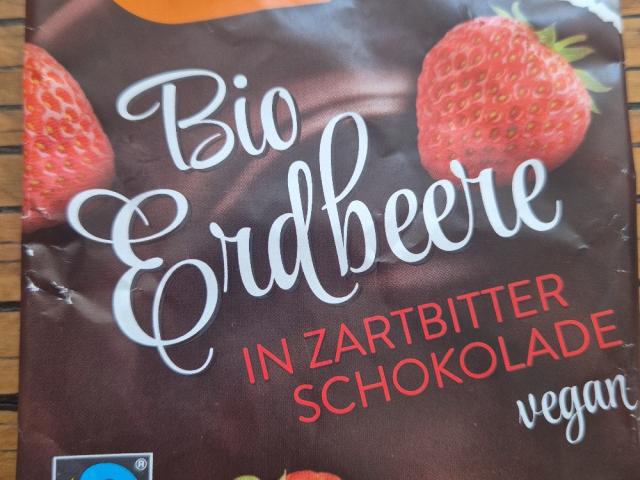 Bio
Erdbeere
IN ZARTBITTER
SCHOKOLADE
vegan
®